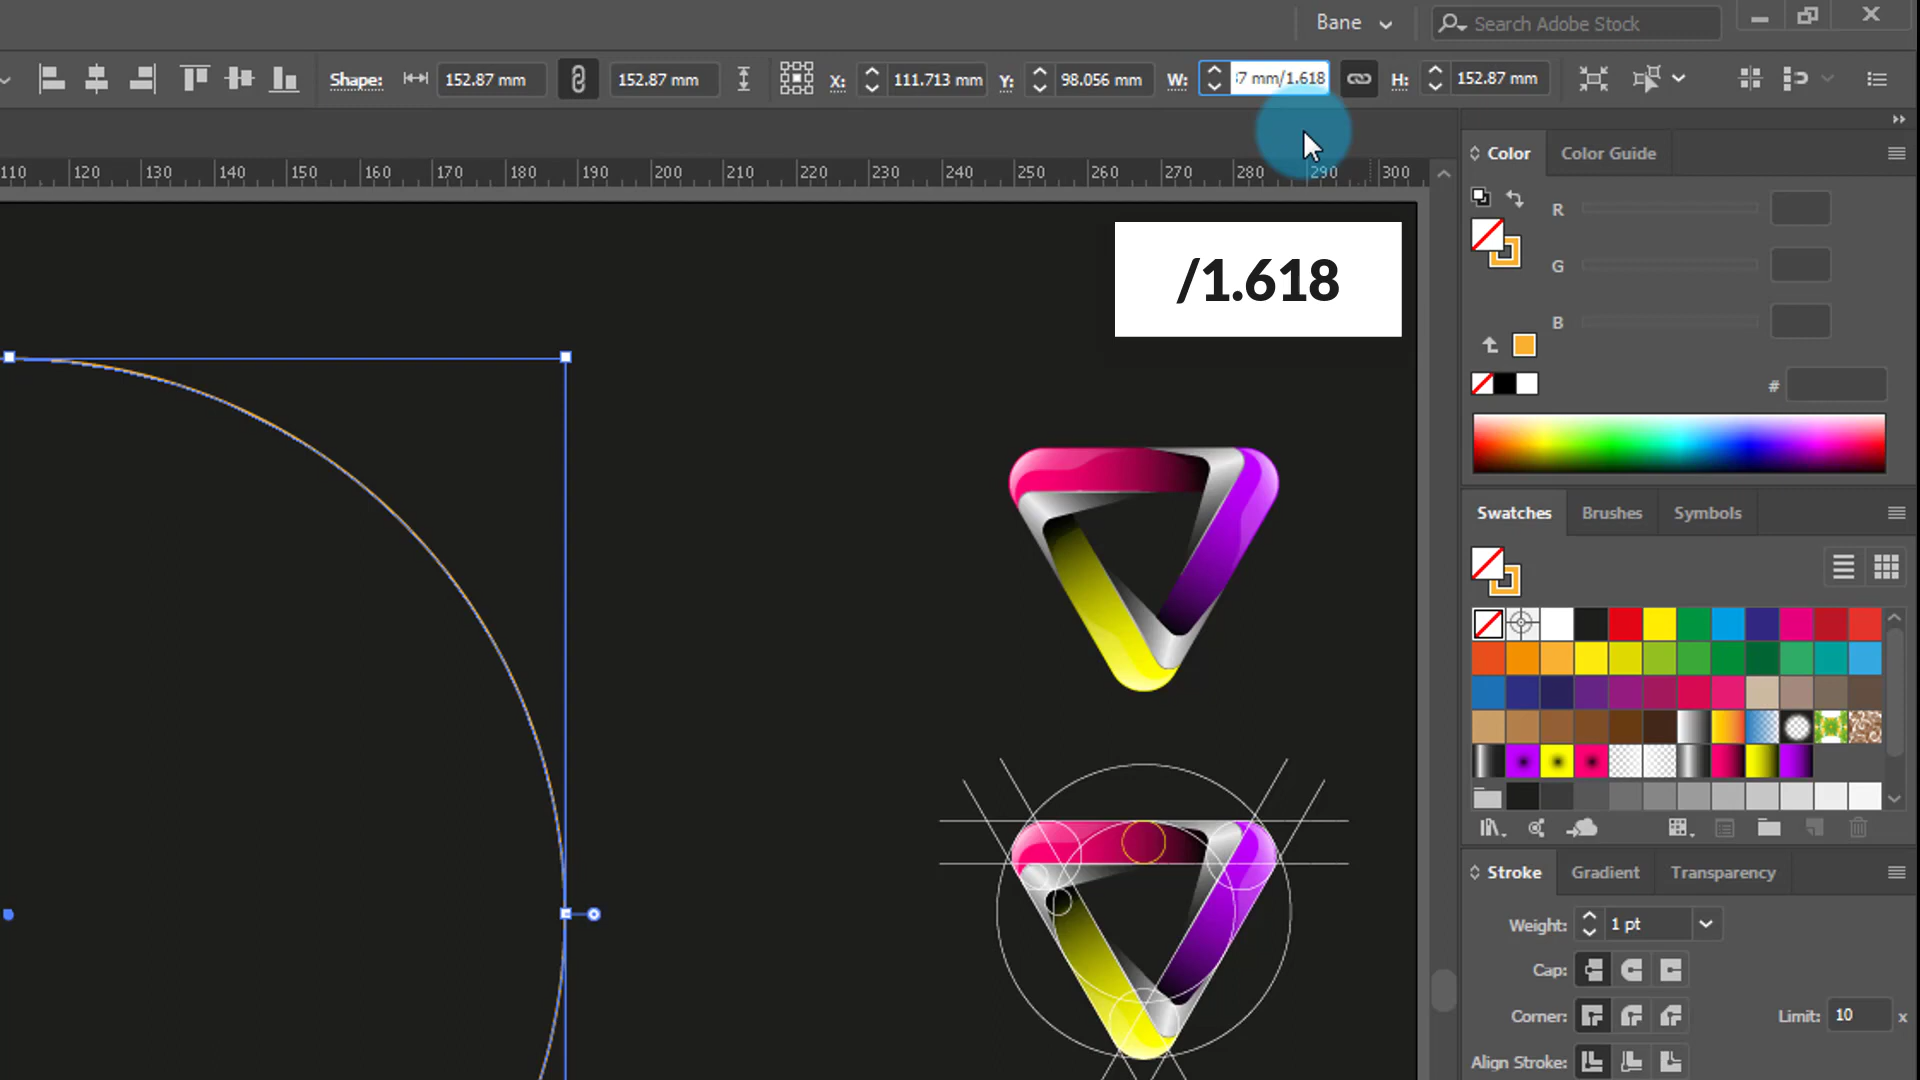 Bane
Search Adobe Stock
Shape: 152.87 mm 152.87 mm X: 111.713 mm Y: 98.056 mm W: 7 mm/1.618 H: 152.87 mm
110 120 130 140 150 160 170 180 190 200 210 220 230 240 250 260 270 280 290 300
/1.618
Color Color Guide
R
G
B
#
Swatches Brushes Symbols
Stroke Gradient Transparency
Weight: 1 pt
Cap:
Corner: Limit: 10 x
Align Stroke: